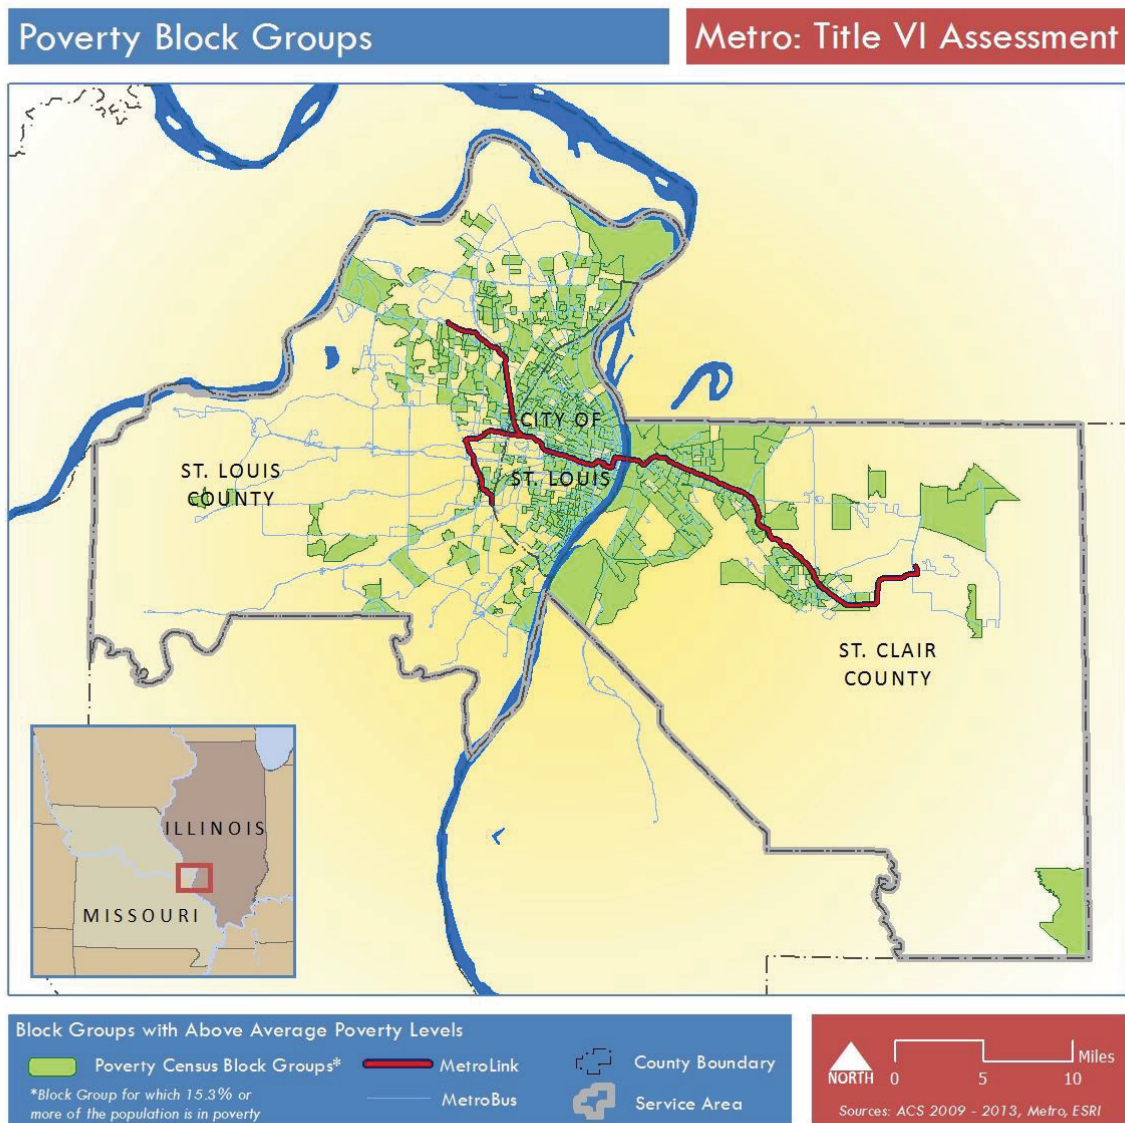 Poverty Block Groups
Metro: Title VI Assessment
CITY OF
ST. LOUIS
ST. LOUIS
COUNTY
ST. CLAIR
COUNTY
ILLINOIS
MISSOURI
Block Groups with Above Average Poverty Levels
Poverty Census Block Groups*
*Block Group for which 15.3% or
more of the population is in poverty
MetroLink
MetroBus
County Boundary
Service Area
NORTH
0 5 10 Miles
Sources: ACS 2009 - 2013, Metro, ESRI